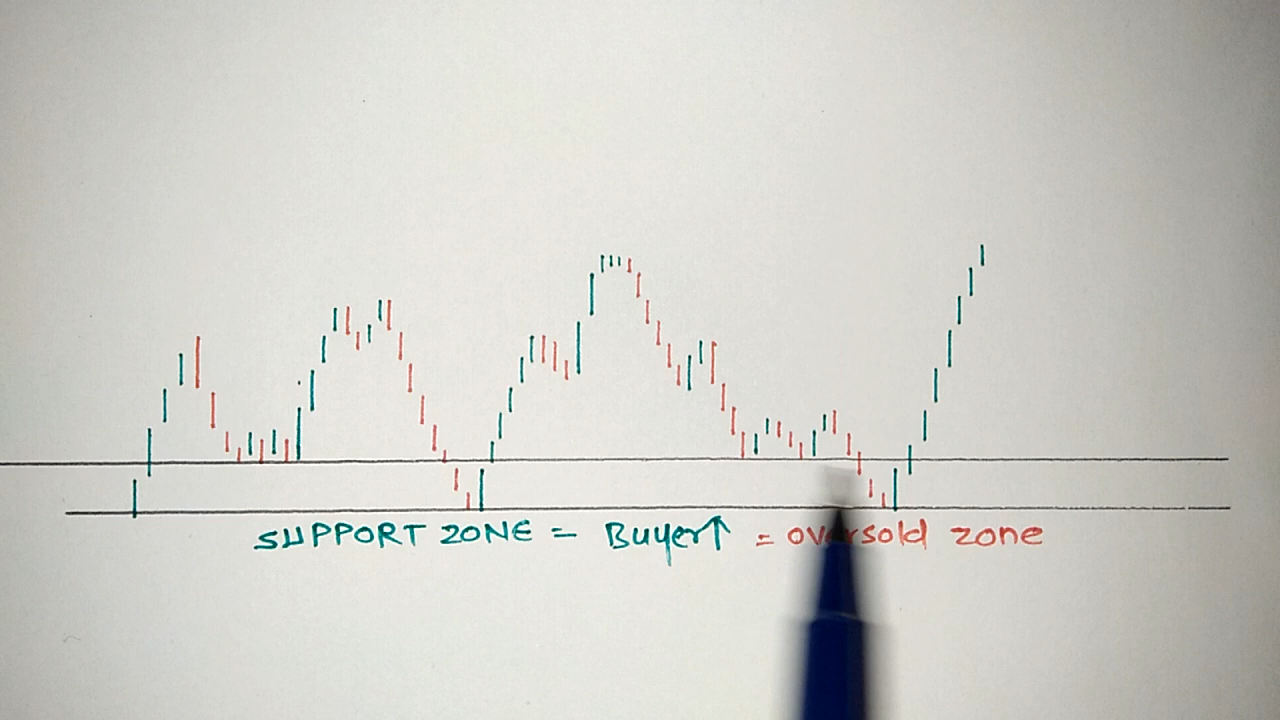 SUPPORT ZONE = Buyer↑ = oversold zone